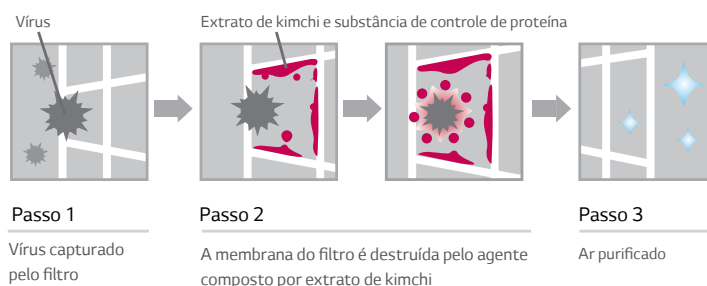 Vírus
Extrato de kimchi e substância de controle de proteína
Passo 1
Vírus capturado
pelo filtro
Passo 2
A membrana do filtro é destruída pelo agente
composto por extrato de kimchi
Passo 3
Ar purificado